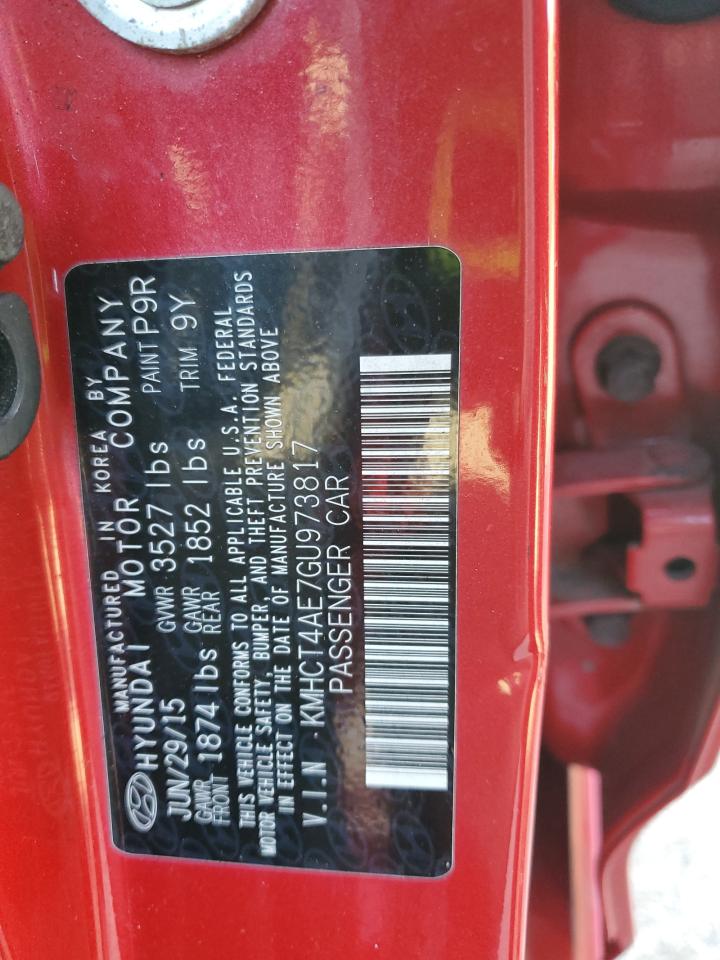 MANUFACTURED IN KOREA BY
HYUNDAI MOTOR COMPANY
JUN/29/15 GVWR 3527 lbs PAINT P9R
GAWR FRONT 1874 lbs GAWR REAR 1852 lbs TRIM 9Y
THIS VEHICLE CONFORMS TO ALL APPLICABLE U.S.A. FEDERAL
MOTOR VEHICLE SAFETY, BUMPER, AND THEFT PREVENTION STANDARDS
IN EFFECT ON THE DATE OF MANUFACTURE SHOWN ABOVE
V.I.N KMHCT4AE7GU973817
PASSENGER CAR